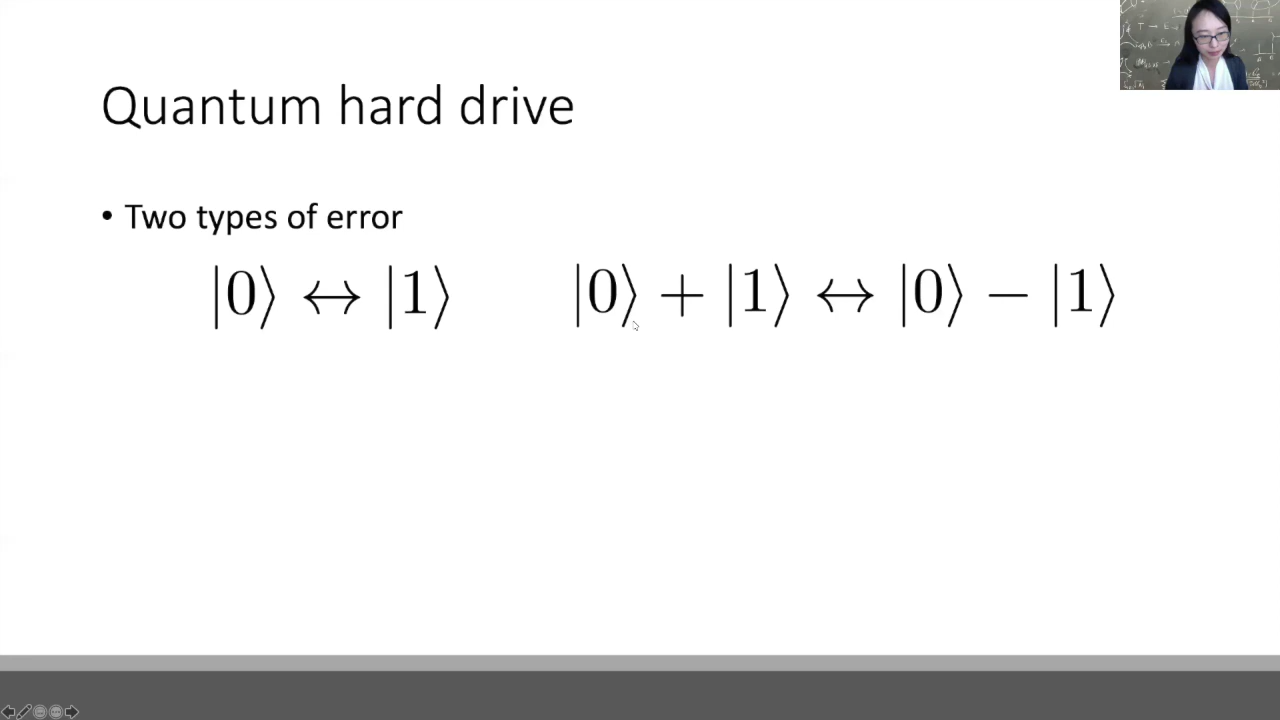 Quantum hard drive
• Two types of error
|0⟩ ↔ |1⟩ |0⟩ + |1⟩ ↔ |0⟩ − |1⟩